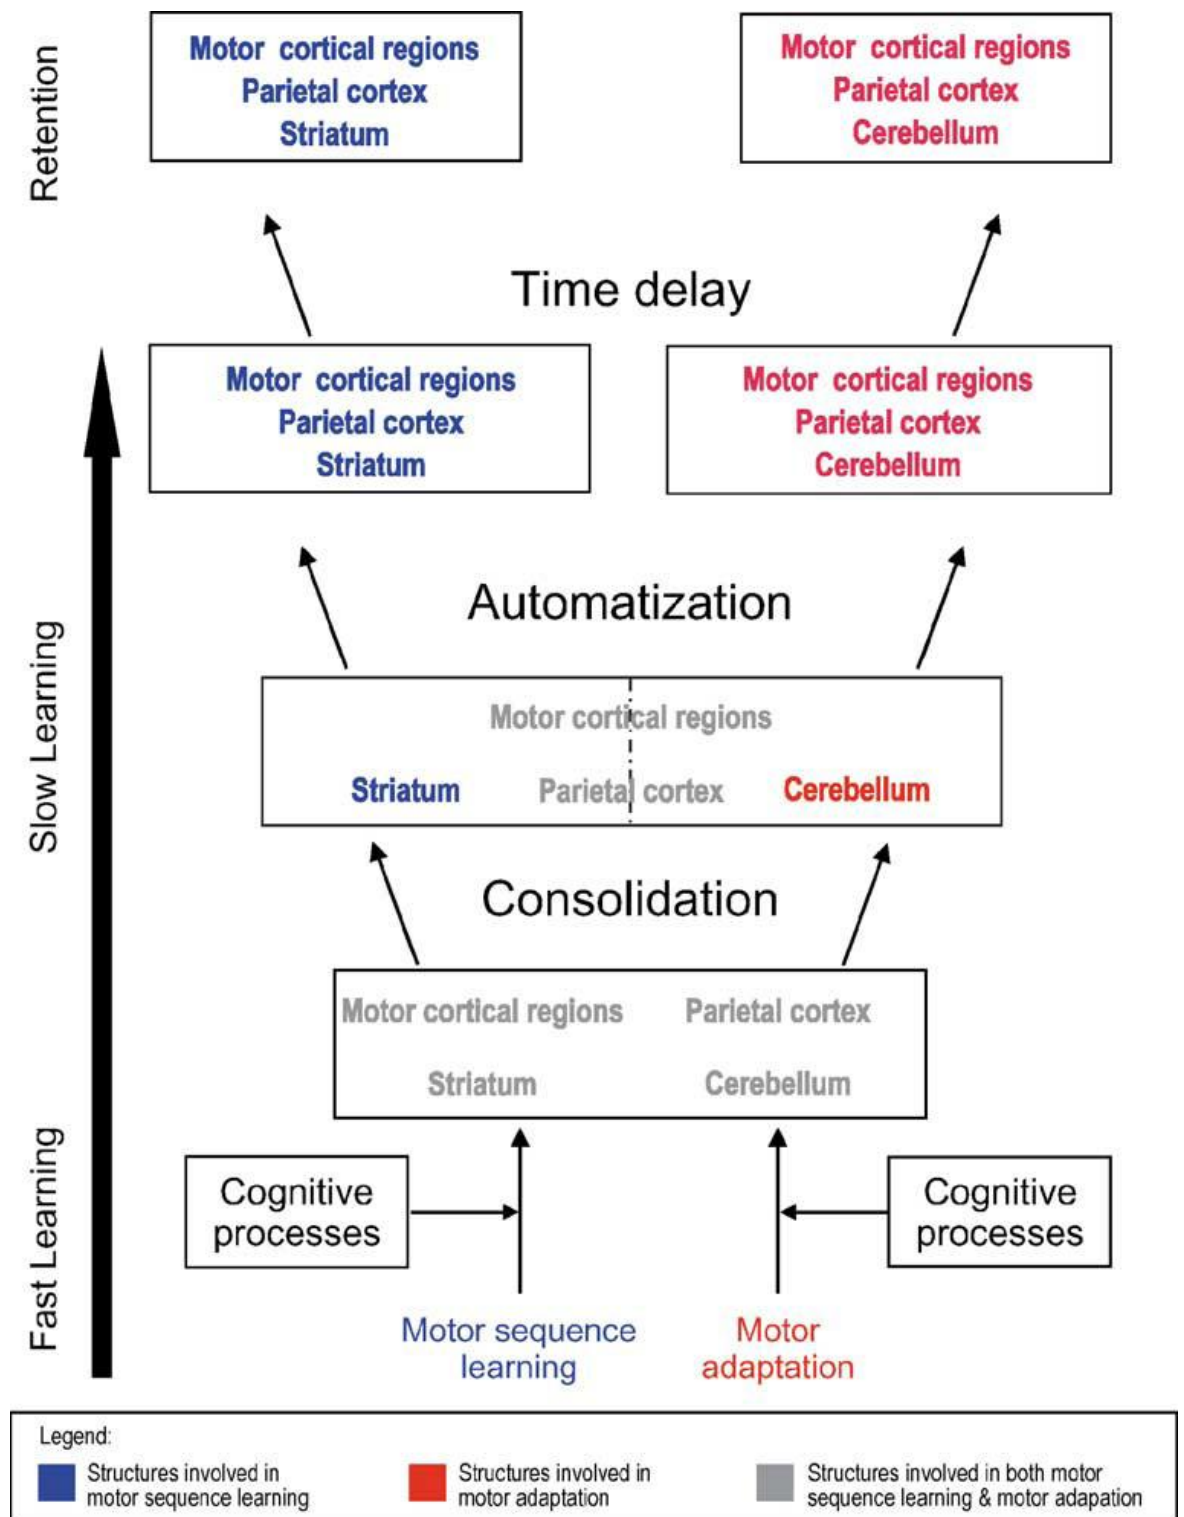 Retention
Motor cortical regions
Parietal cortex
Striatum
Motor cortical regions
Parietal cortex
Cerebellum
Time delay
Motor cortical regions
Parietal cortex
Striatum
Motor cortical regions
Parietal cortex
Cerebellum
Automatization
Slow Learning
Motor cortical regions
Striatum
Parietal cortex
Cerebellum
Consolidation
Motor cortical regions
Parietal cortex
Striatum
Cerebellum
Fast Learning
Cognitive
processes
Cognitive
processes
Motor sequence
learning
Motor
adaptation
Legend:
Structures involved in
motor sequence learning
Structures involved in
motor adaptation
Structures involved in both motor
sequence learning & motor adapation